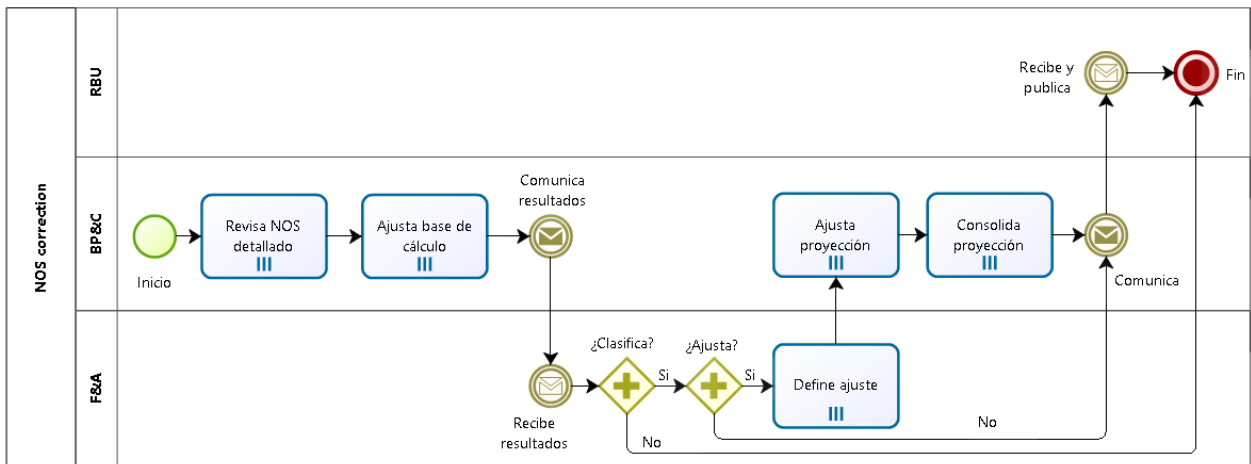 NOS correction
RBU
Recibe y
publica
Fin
BP&C
Inicio
Revisa NOS
detallado
Ajusta base de
cálculo
Comunica
resultados
Ajusta
proyección
Consolida
proyección
Comunica
F&A
Recibe
resultados
¿Clasifica?
Si
No
¿Ajusta?
Si
No
Define ajuste